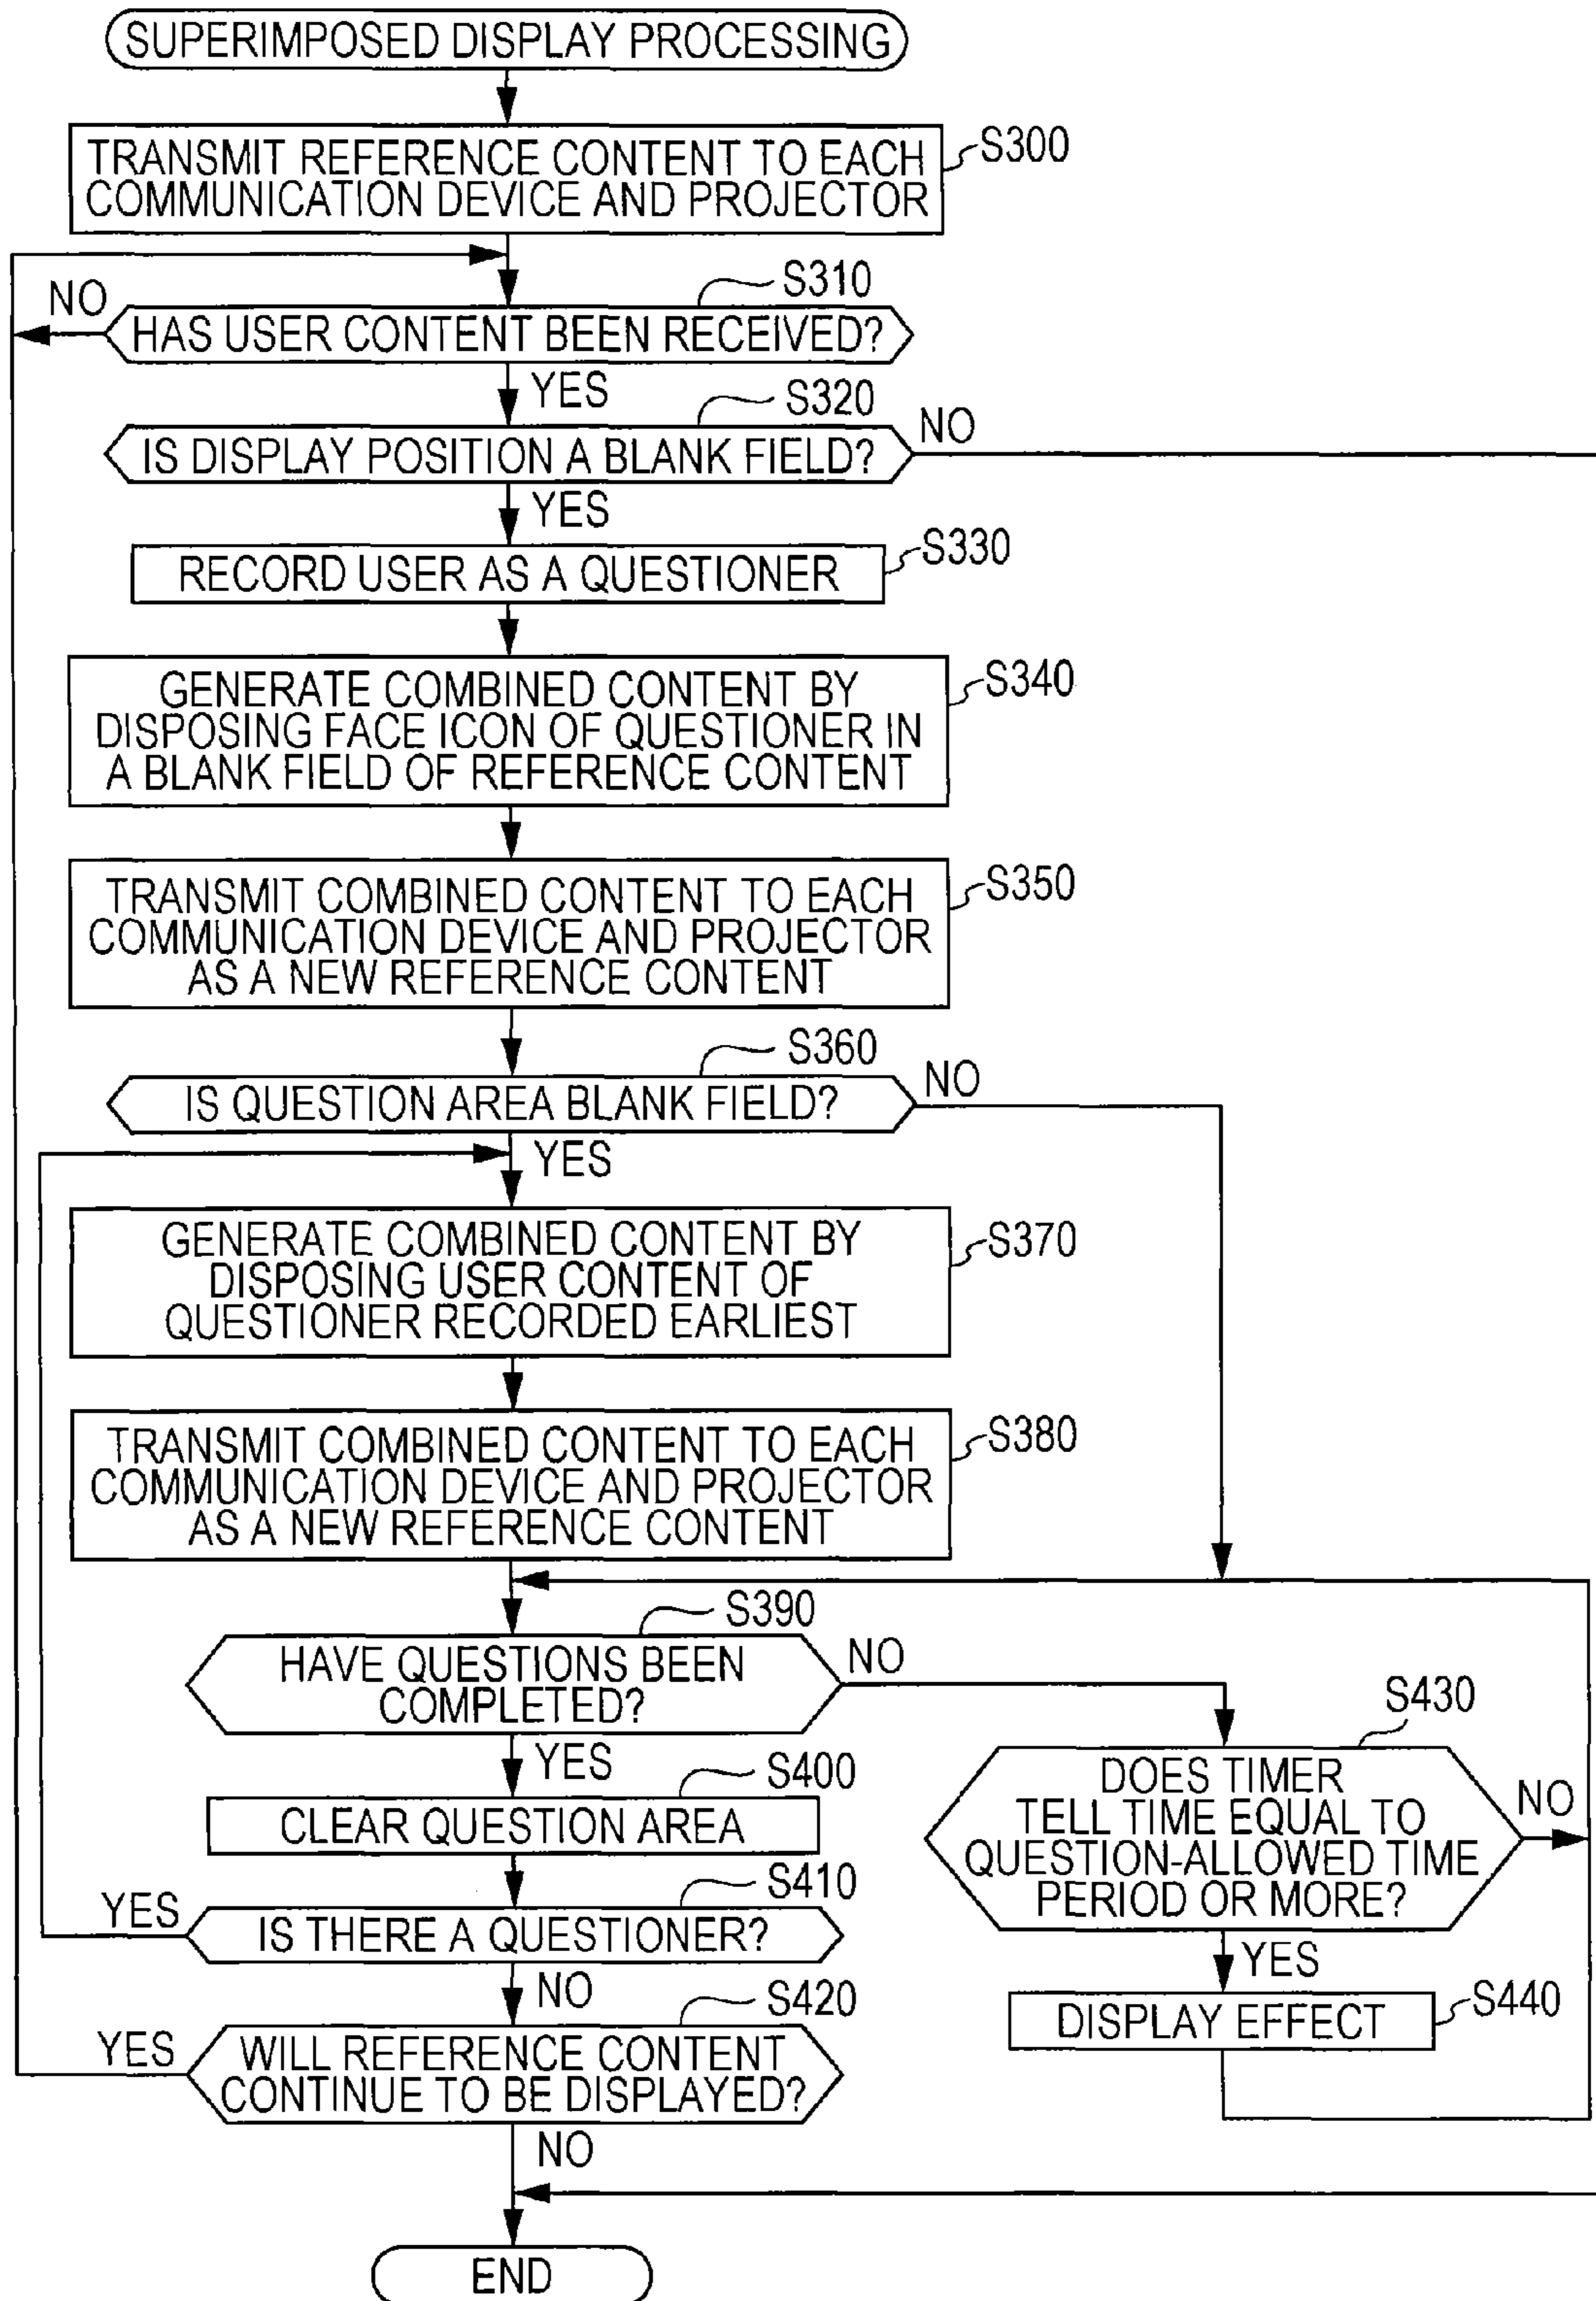 SUPERIMPOSED DISPLAY PROCESSING
TRANSMIT REFERENCE CONTENT TO EACH
COMMUNICATION DEVICE AND PROJECTOR
S300
NO
S310
HAS USER CONTENT BEEN RECEIVED?
YES
S320
NO
IS DISPLAY POSITION A BLANK FIELD?
YES
S330
RECORD USER AS A QUESTIONER
GENERATE COMBINED CONTENT BY
DISPOSING FACE ICON OF QUESTIONER IN
A BLANK FIELD OF REFERENCE CONTENT
S340
TRANSMIT COMBINED CONTENT TO EACH
COMMUNICATION DEVICE AND PROJECTOR
AS A NEW REFERENCE CONTENT
S350
S360
NO
IS QUESTION AREA BLANK FIELD?
YES
GENERATE COMBINED CONTENT BY
DISPOSING USER CONTENT OF
QUESTIONER RECORDED EARLIEST
S370
TRANSMIT COMBINED CONTENT TO EACH
COMMUNICATION DEVICE AND PROJECTOR
AS A NEW REFERENCE CONTENT
S380
S390
HAVE QUESTIONS BEEN
COMPLETED?
NO
YES
S430
DOES TIMER
TELL TIME EQUAL TO
QUESTION-ALLOWED TIME
PERIOD OR MORE?
NO
YES
S440
DISPLAY EFFECT
S400
CLEAR QUESTION AREA
S410
YES
IS THERE A QUESTIONER?
NO
S420
YES
WILL REFERENCE CONTENT
CONTINUE TO BE DISPLAYED?
NO
END